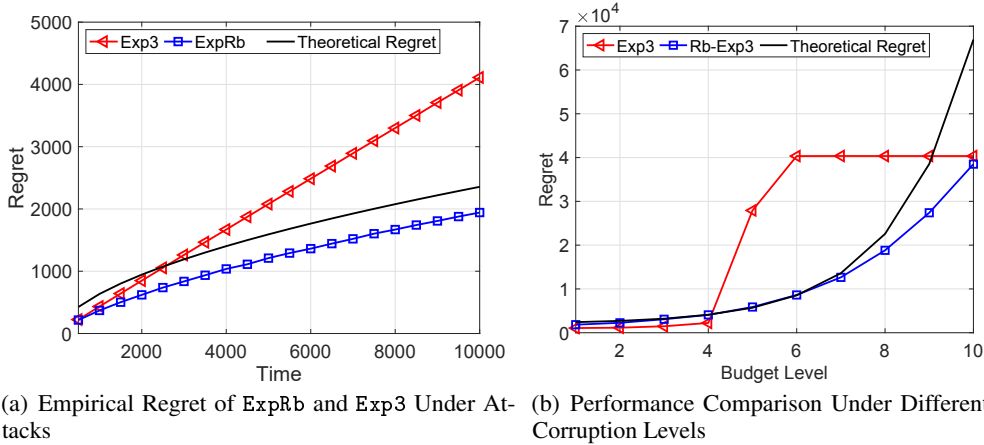 5000
4000
3000
2000
1000
0
Regret
Exp3 ExpRb Theoretical Regret
2000 4000 6000 8000 10000
Time
(a) Empirical Regret of ExpRb and Exp3 Under At-
tacks
7 ×10^4
6
5
4
3
2
1
0
Regret
Exp3 Rb-Exp3 Theoretical Regret
2 4 6 8 10
Budget Level
(b) Performance Comparison Under Different
Corruption Levels